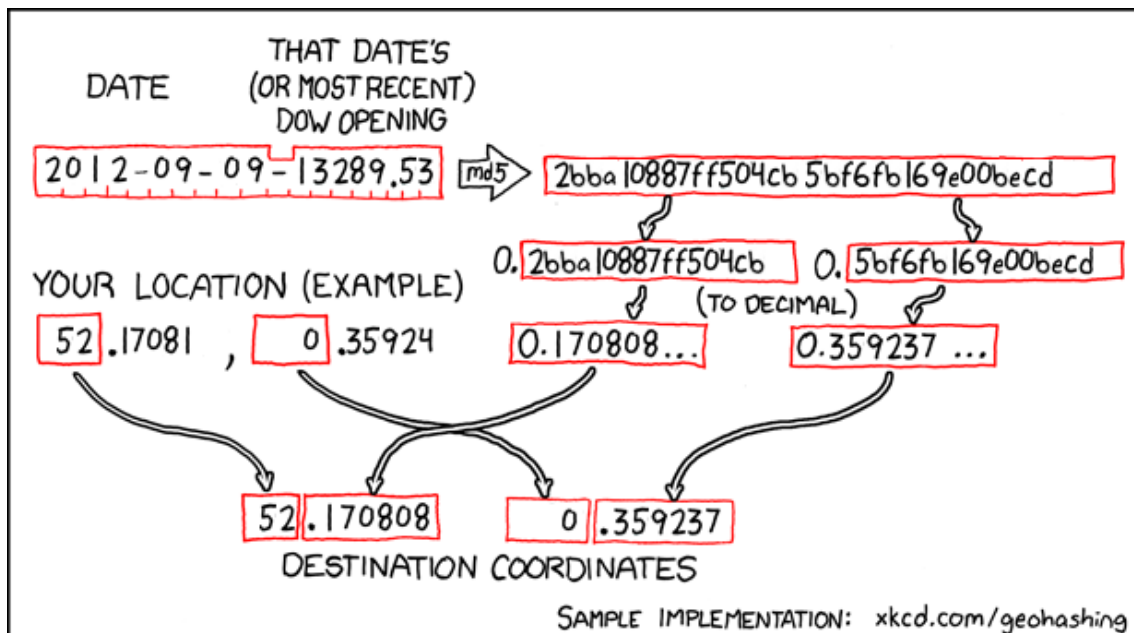 DATE
THAT DATE'S
(OR MOST RECENT)
DOW OPENING
2012-09-09-13289.53
md5
2bba10887ff504cb5bf6fb169e00becd
0.2bba10887ff504cb
0.5bf6fb169e00becd
YOUR LOCATION (EXAMPLE)
(TO DECIMAL)
52.17081, 0.35924
0.170808...
0.359237...
52.170808
0.359237
DESTINATION COORDINATES
SAMPLE IMPLEMENTATION: xkcd.com/geohashing